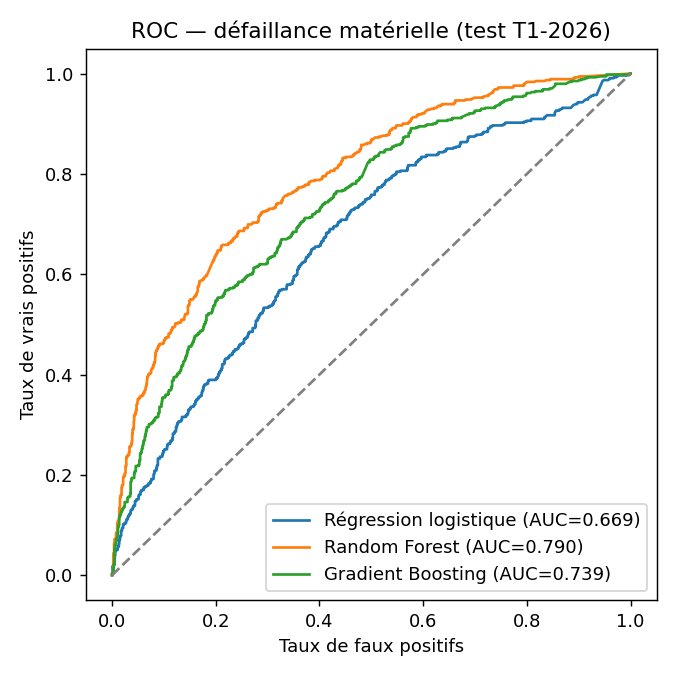 ROC — défaillance matérielle (test T1-2026)
Taux de vrais positifs
1.0
0.8
0.6
0.4
0.2
0.0
Régression logistique (AUC=0.669)
Random Forest (AUC=0.790)
Gradient Boosting (AUC=0.739)
0.0 0.2 0.4 0.6 0.8 1.0
Taux de faux positifs